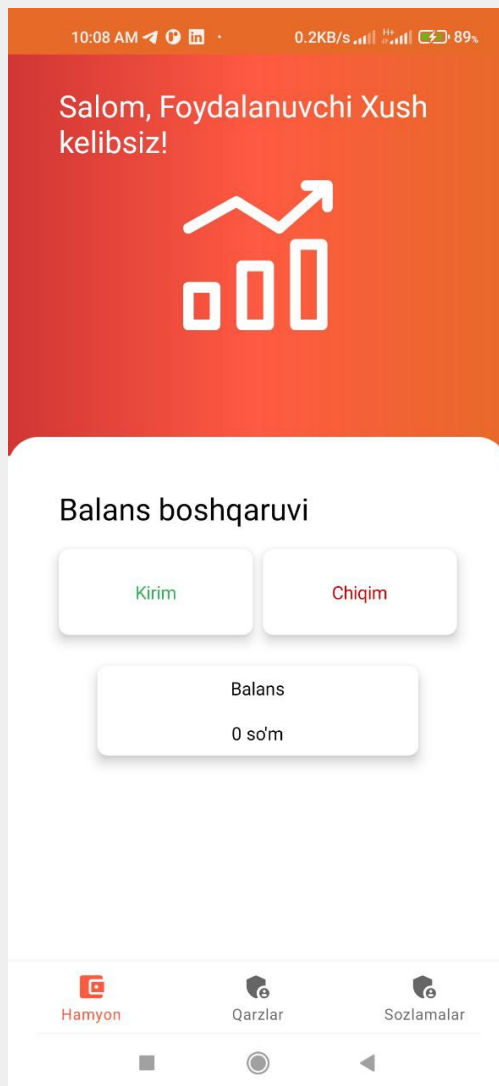 10:08 AM 0.2KB/s H+ 89%
Salom, Foydalanuvchi Xush
kelibsiz!
Balans boshqaruvi
Kirim Chiqim
Balans
0 so'm
Hamyon Qarzlar Sozlamalar